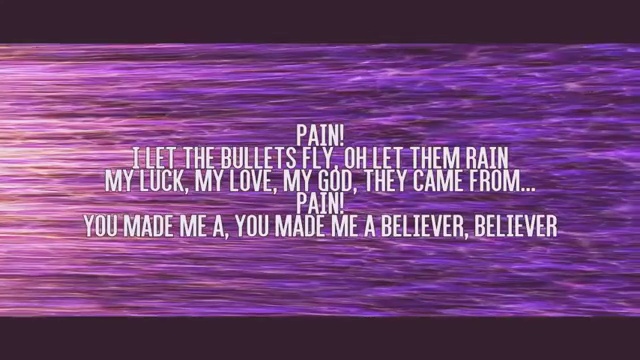 PAIN!
I LET THE BULLETS FLY, OH LET THEM RAIN
MY LUCK, MY LOVE, MY GOD, THEY CAME FROM...
PAIN!
YOU MADE ME A, YOU MADE ME A BELIEVER, BELIEVER